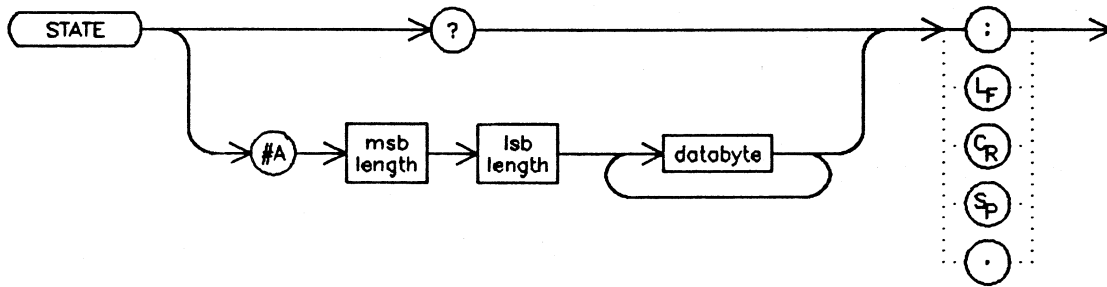 STATE
?
:
#A
msb
length
lsb
length
databyte
LF
CR
SP
.